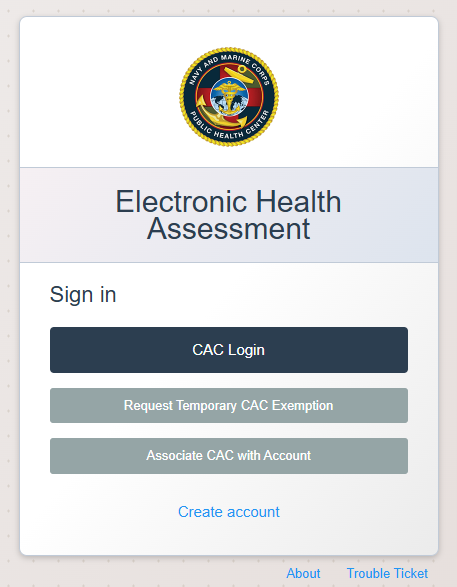 NAVY AND MARINE CORPS
PUBLIC HEALTH CENTER
Electronic Health
Assessment
Sign in
CAC Login
Request Temporary CAC Exemption
Associate CAC with Account
Create account
About Trouble Ticket